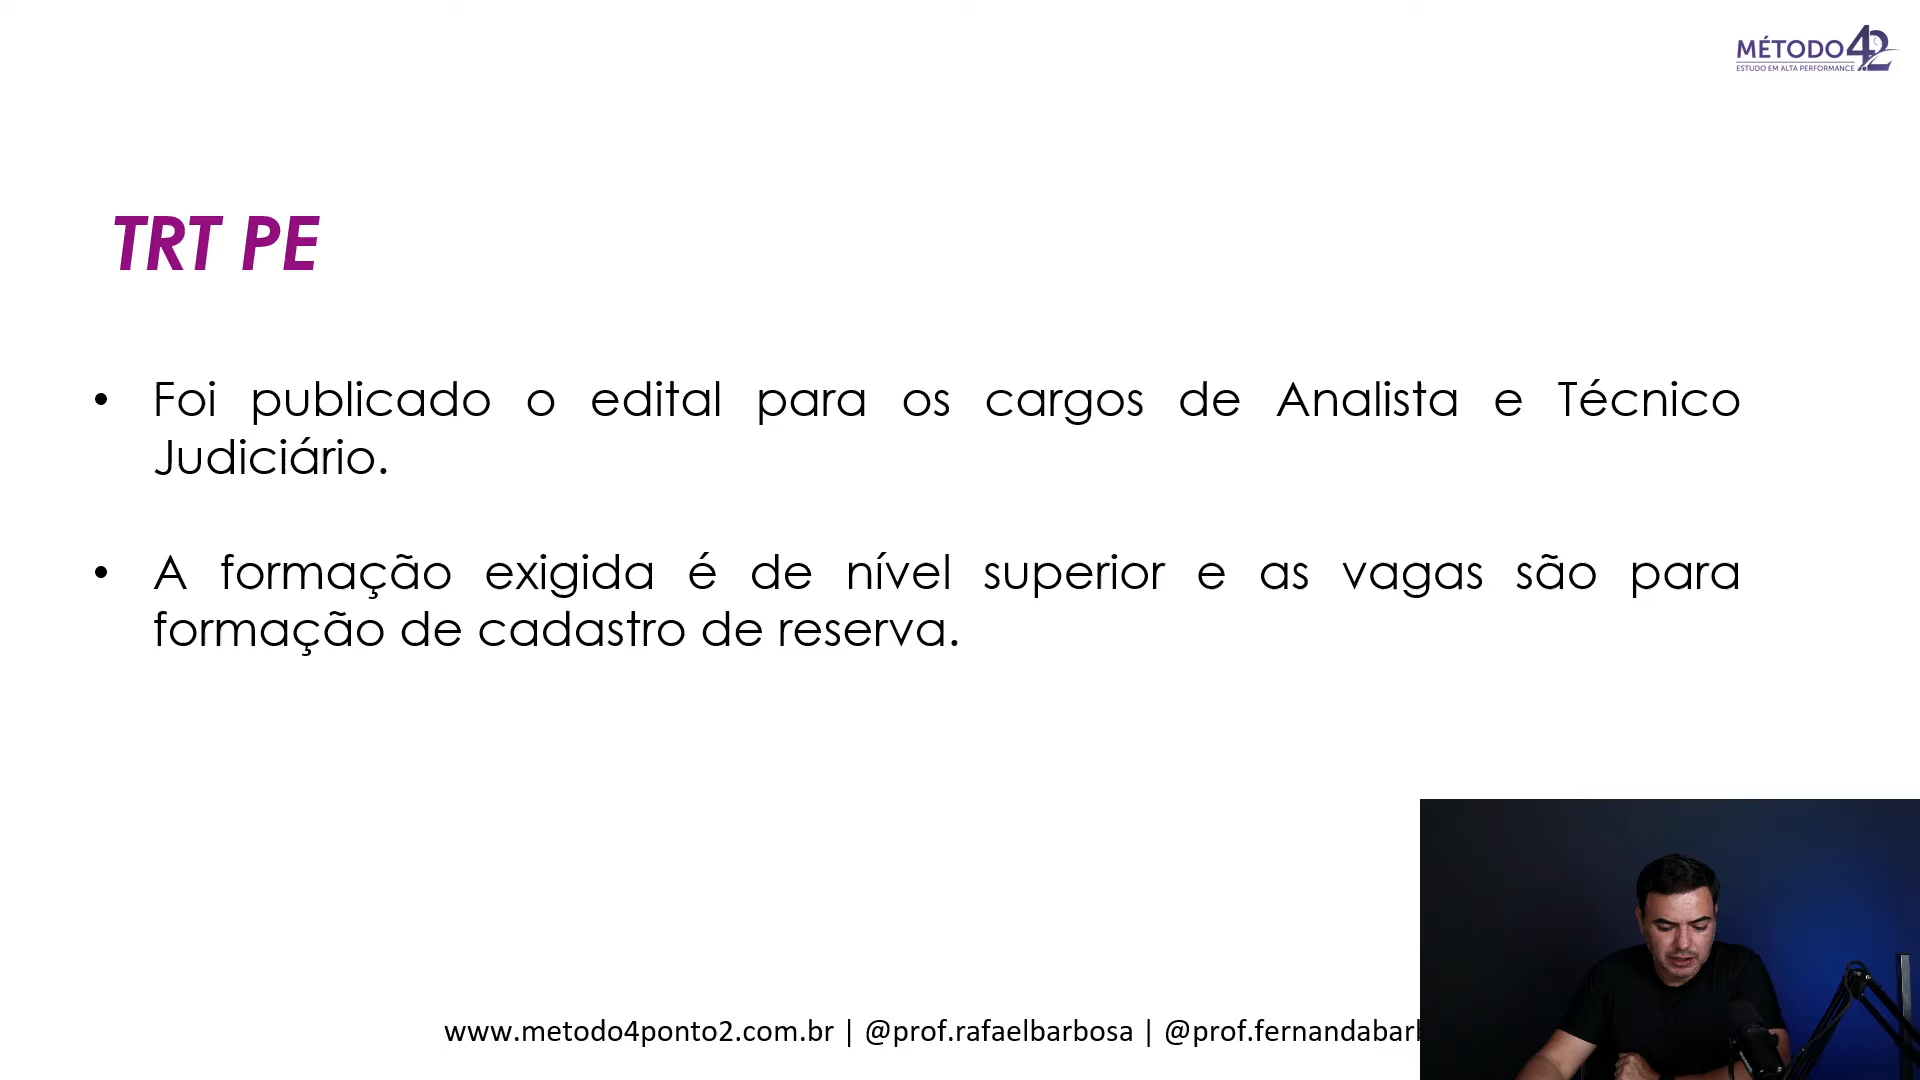 MÉTODO 4.2
ESTUDO EM ALTA PERFORMANCE
TRT PE
• Foi publicado o edital para os cargos de Analista e Técnico
Judiciário.
• A formação exigida é de nível superior e as vagas são para
formação de cadastro de reserva.
www.metodo4ponto2.com.br | @prof.rafaelbarbosa | @prof.fernandabarb